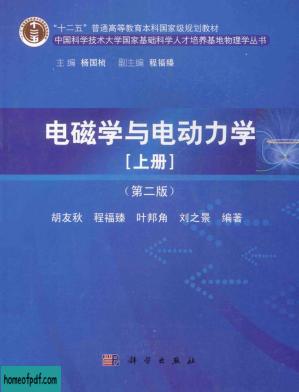 “十二五”普通高等教育本科国家级规划教材
中国科学技术大学国家基础科学人才培养基地物理学丛书
主编 杨国桢 副主编 程福臻
电磁学与电动力学
[上册]
(第二版)
胡友秋 程福臻 叶邦角 刘之景 编著
科学出版社
homeofpdf.com